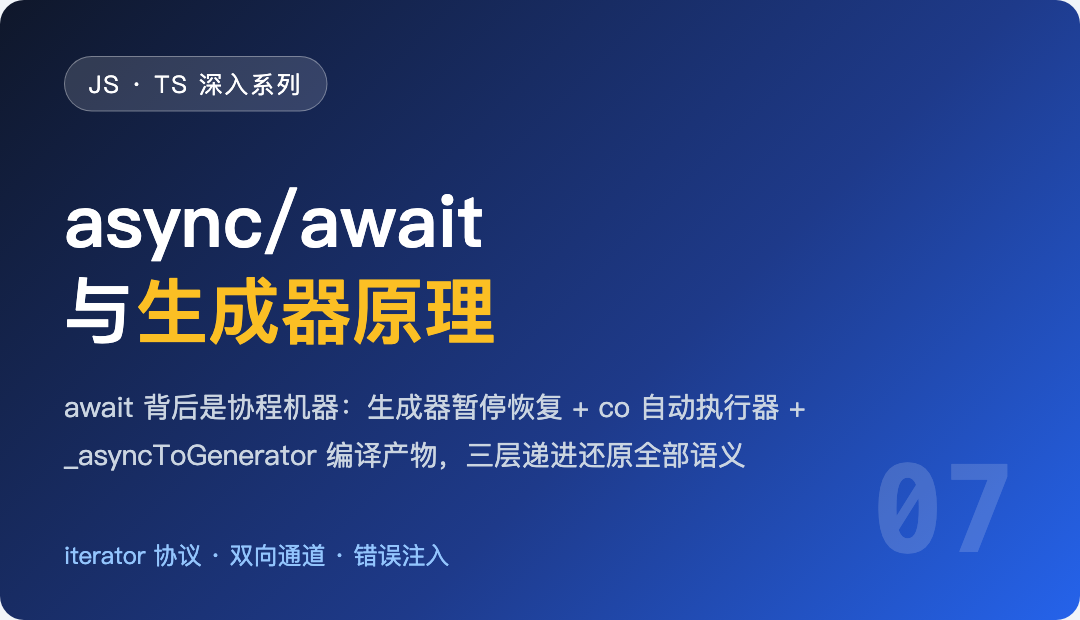 JS · TS 深入系列
async/await
与生成器原理
await 背后是协程机器：生成器暂停恢复 + co 自动执行器 +
_asyncToGenerator 编译产物，三层递进还原全部语义
07
iterator 协议 · 双向通道 · 错误注入